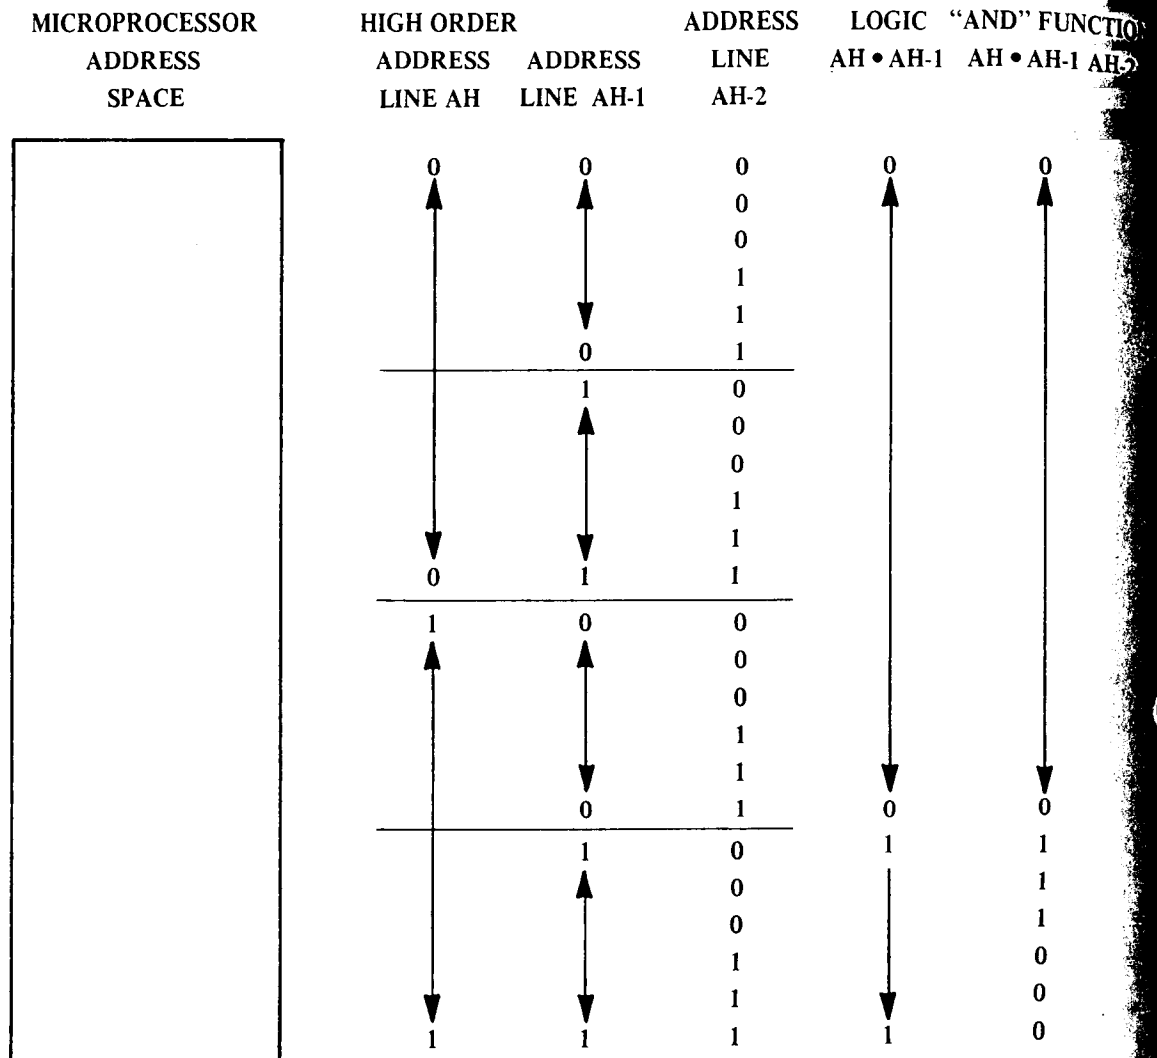 MICROPROCESSOR HIGH ORDER ADDRESS LOGIC “AND” FUNCTION
ADDRESS ADDRESS ADDRESS LINE AH • AH-1 AH • AH-1 AH-2
SPACE LINE AH LINE AH-1 AH-2
0 0 0 0 0
0
0
1
1
0 1
1 0
0
0
1
1
0 1 1
1 0 0
0
0
1
1
0 1 0 0
1 0 1 1
0 1
0 1
1 0
1 0
1 1 1 1 0